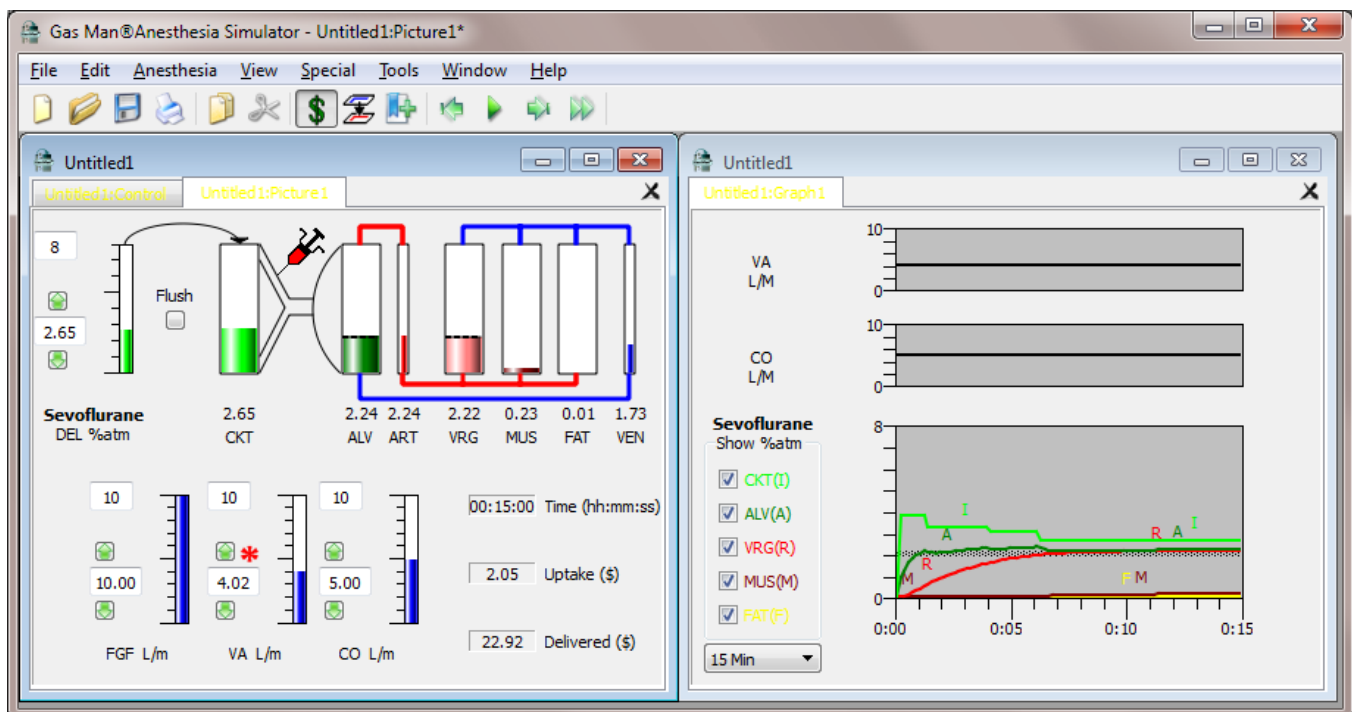 Gas Man®Anesthesia Simulator - Untitled1:Picture1*
File Edit Anesthesia View Special Tools Window Help
$
Untitled1
Untitled1:Control Untitled1:Picture1
8
Flush
2.65
Sevoflurane
DEL %atm
2.65 2.24 2.24 2.22 0.23 0.01 1.73
CKT ALV ART VRG MUS FAT VEN
10 10 10
00:15:00 Time (hh:mm:ss)
*
10.00 4.02 5.00
2.05 Uptake ($)
22.92 Delivered ($)
FGF L/m VA L/m CO L/m
Untitled1
Untitled1:Graph1
VA
L/M
10
0
CO
L/M
10
0
Sevoflurane
Show %atm
CKT(I)
ALV(A)
VRG(R)
MUS(M)
FAT(F)
15 Min
8
0
I I
A R A
R
M F M
0:00 0:05 0:10 0:15